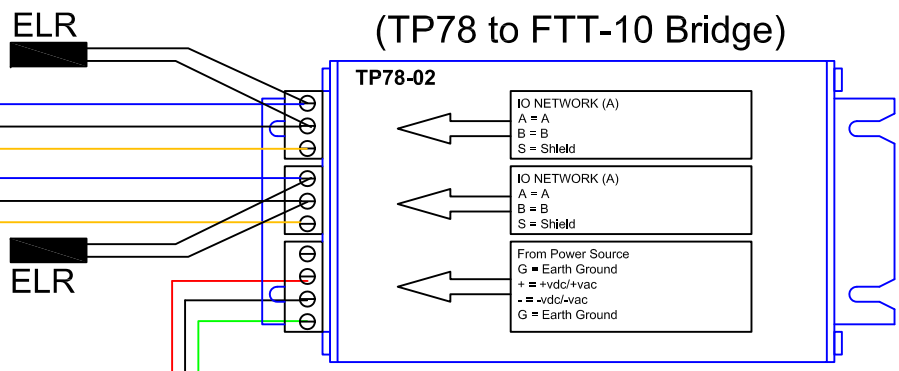 ELR
(TP78 to FTT-10 Bridge)
TP78-02
IO NETWORK (A)
A = A
B = B
S = Shield
IO NETWORK (A)
A = A
B = B
S = Shield
ELR
From Power Source
G = Earth Ground
+ = +vdc/+vac
- = -vdc/-vac
G = Earth Ground